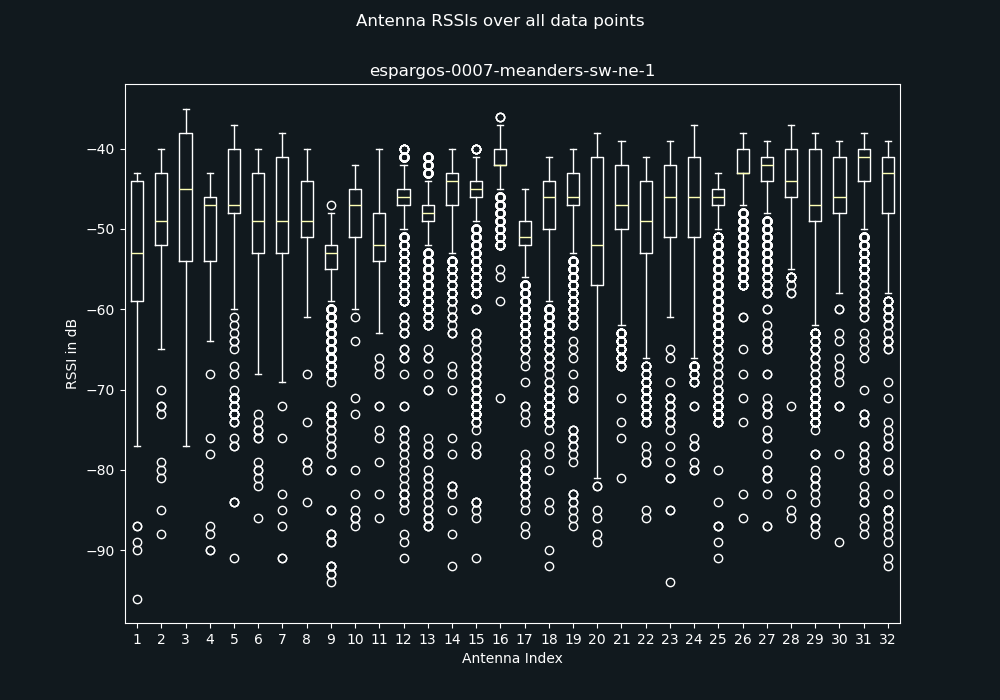 Antenna RSSIs over all data points
espargos-0007-meanders-sw-ne-1
RSSI in dB
−40
−50
−60
−70
−80
−90
1 2 3 4 5 6 7 8 9 10 11 12 13 14 15 16 17 18 19 20 21 22 23 24 25 26 27 28 29 30 31 32
Antenna Index